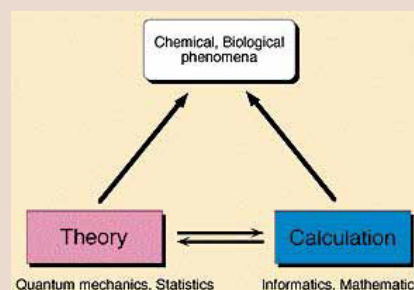 Chemical, Biological
phenomena
Theory
Calculation
Quantum mechanics, Statistics
Informatics, Mathematic